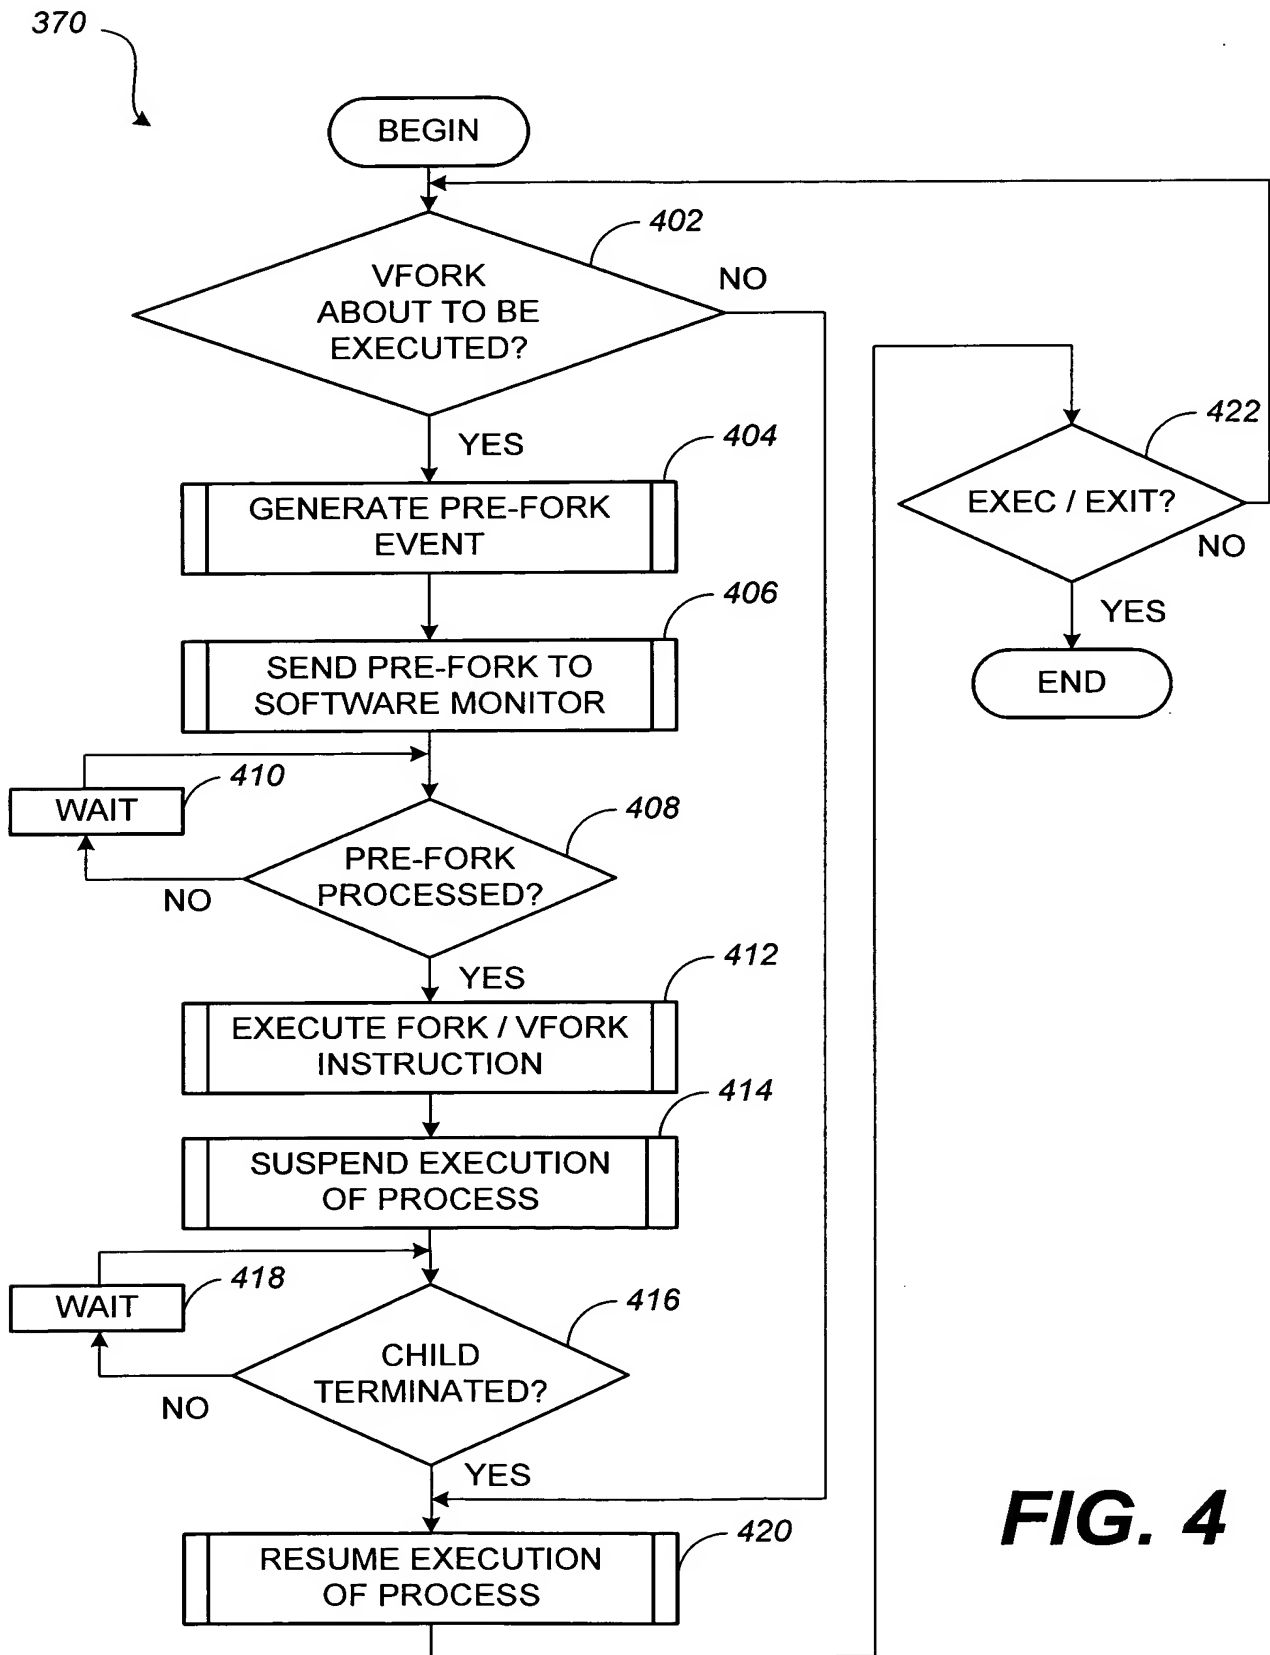 370
BEGIN
402
VFORK
ABOUT TO BE
EXECUTED?
NO
YES
404
GENERATE PRE-FORK
EVENT
406
SEND PRE-FORK TO
SOFTWARE MONITOR
410
WAIT
408
PRE-FORK
PROCESSED?
NO
YES
412
EXECUTE FORK / VFORK
INSTRUCTION
414
SUSPEND EXECUTION
OF PROCESS
418
WAIT
416
CHILD
TERMINATED?
NO
YES
420
RESUME EXECUTION
OF PROCESS
422
EXEC / EXIT?
NO
YES
END
FIG. 4